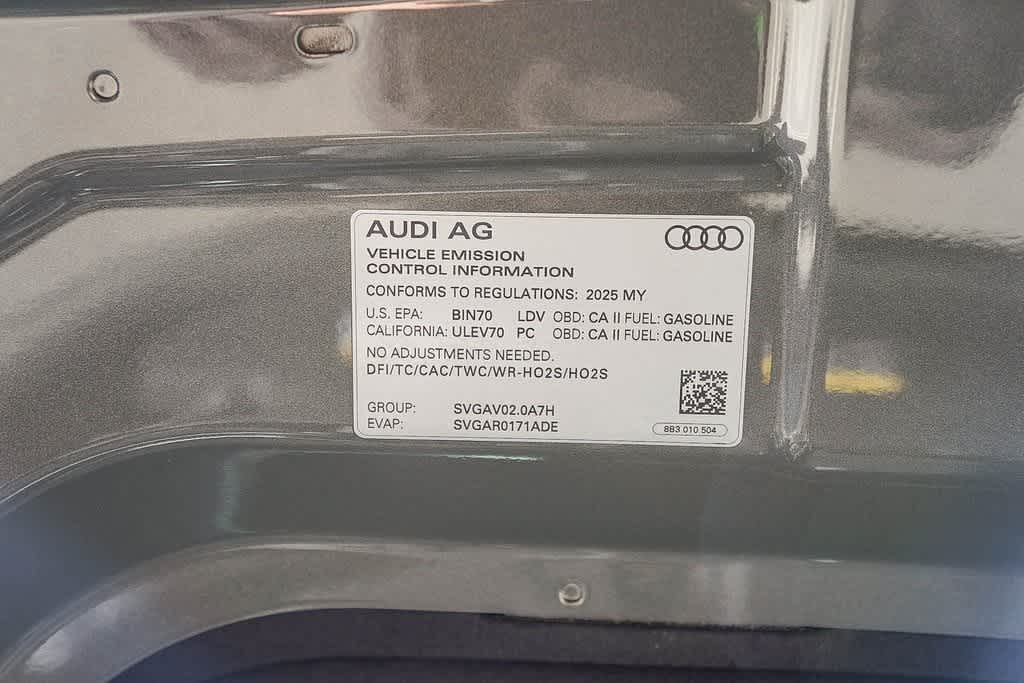 AUDI AG
VEHICLE EMISSION
CONTROL INFORMATION
CONFORMS TO REGULATIONS: 2025 MY
U.S. EPA: BIN70 LDV OBD: CA II FUEL: GASOLINE
CALIFORNIA: ULEV70 PC OBD: CA II FUEL: GASOLINE
NO ADJUSTMENTS NEEDED.
DFI/TC/CAC/TWC/WR-HO2S/HO2S
GROUP: SVGAV02.0A7H
EVAP: SVGAR0171ADE
8B3 010 504